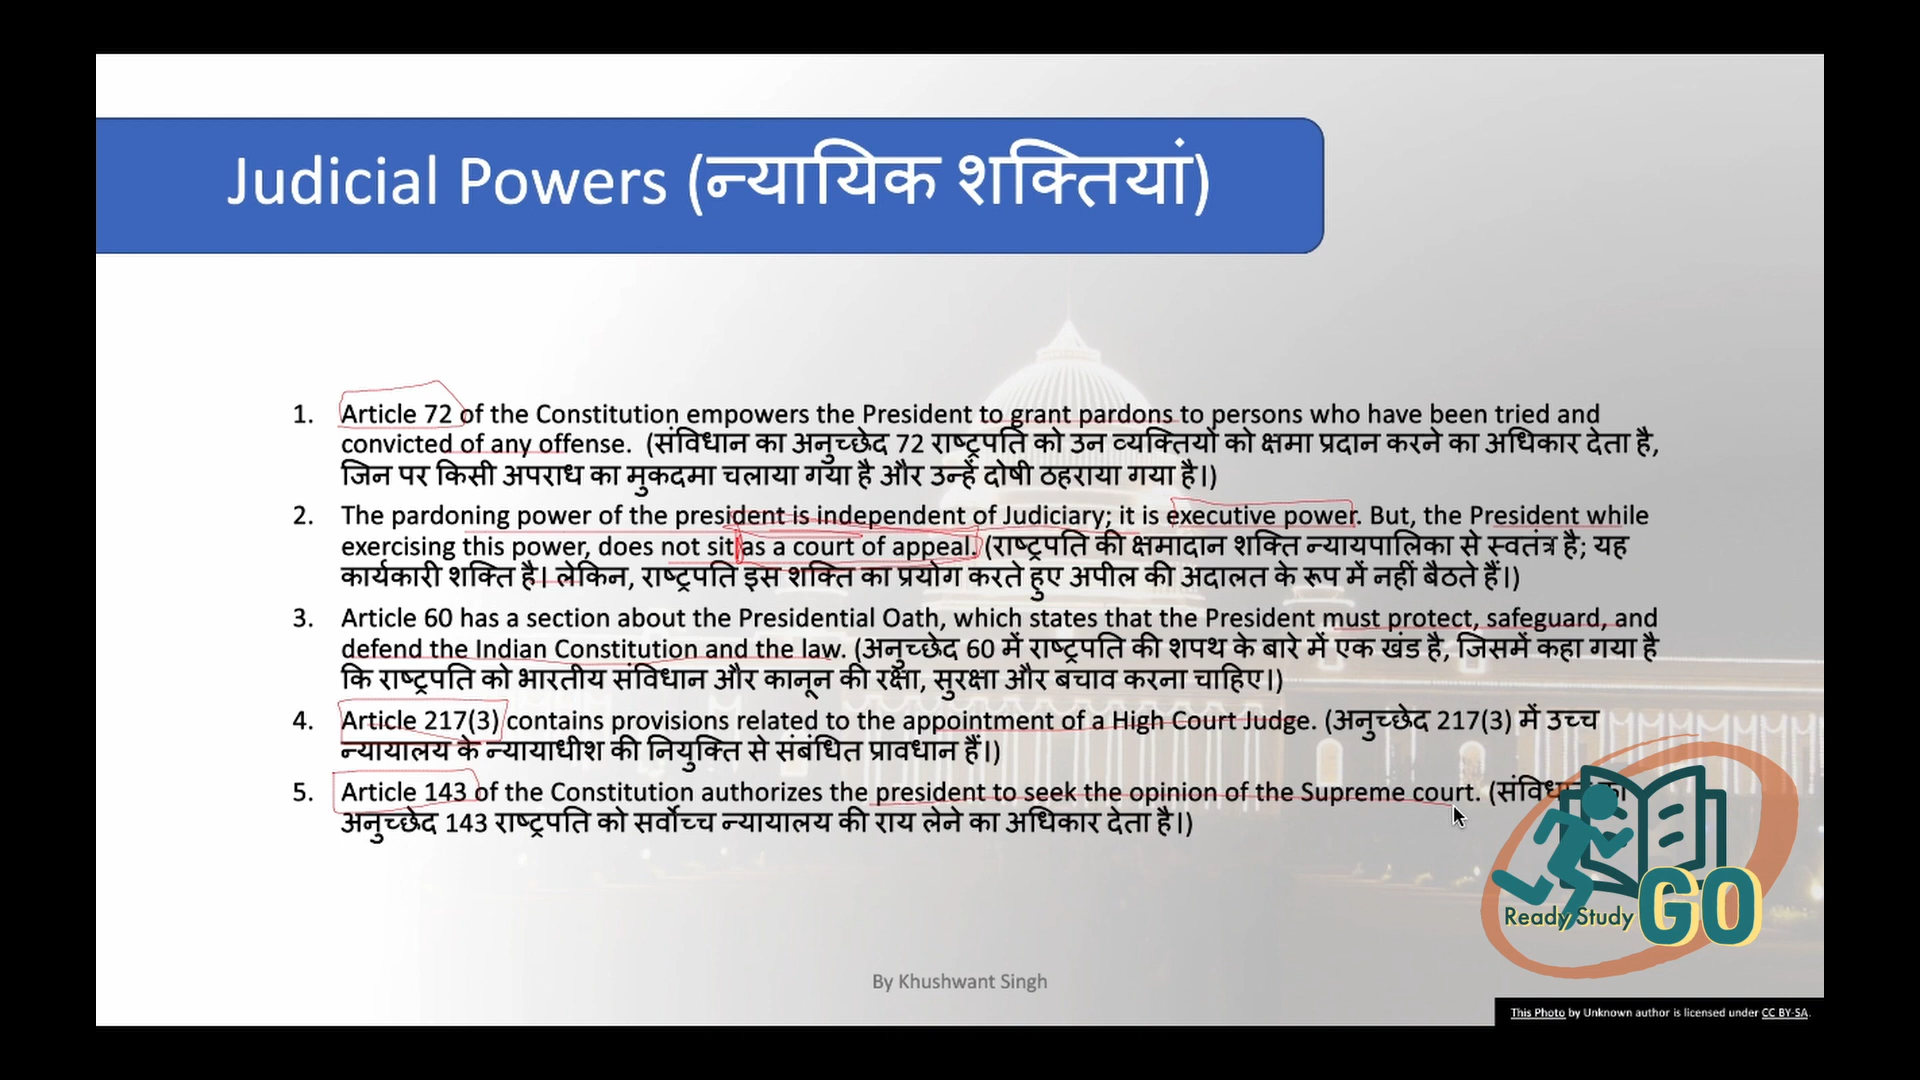 Judicial Powers (न्यायिक शक्तियां)
1. Article 72 of the Constitution empowers the President to grant pardons to persons who have been tried and
convicted of any offense. (संविधान का अनुच्छेद 72 राष्ट्रपति को उन व्यक्तियों को क्षमा प्रदान करने का अधिकार देता है,
जिन पर किसी अपराध का मुकदमा चलाया गया है और उन्हें दोषी ठहराया गया है।)
2. The pardoning power of the president is independent of Judiciary; it is executive power. But, the President while
exercising this power, does not sit as a court of appeal. (राष्ट्रपति की क्षमादान शक्ति न्यायपालिका से स्वतंत्र है; यह
कार्यकारी शक्ति है। लेकिन, राष्ट्रपति इस शक्ति का प्रयोग करते हुए अपील की अदालत के रूप में नहीं बैठते हैं।)
3. Article 60 has a section about the Presidential Oath, which states that the President must protect, safeguard, and
defend the Indian Constitution and the law. (अनुच्छेद 60 में राष्ट्रपति की शपथ के बारे में एक खंड है, जिसमें कहा गया है
कि राष्ट्रपति को भारतीय संविधान और कानून की रक्षा, सुरक्षा और बचाव करना चाहिए।)
4. Article 217(3) contains provisions related to the appointment of a High Court Judge. (अनुच्छेद 217(3) में उच्च
न्यायालय के न्यायाधीश की नियुक्ति से संबंधित प्रावधान हैं।)
5. Article 143 of the Constitution authorizes the president to seek the opinion of the Supreme court. (संविधान का
अनुच्छेद 143 राष्ट्रपति को सर्वोच्च न्यायालय की राय लेने का अधिकार देता है।)
Ready Study GO
By Khushwant Singh
This Photo by Unknown author is licensed under CC BY-SA.